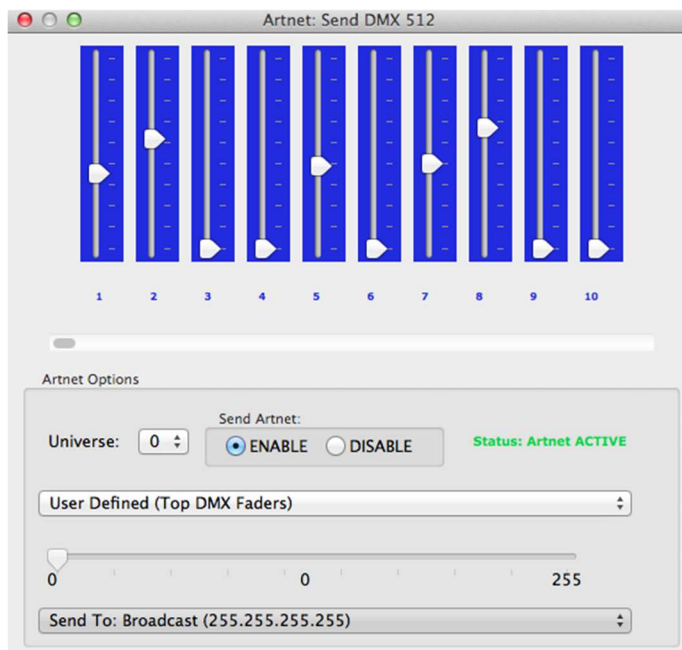 Artnet: Send DMX 512
1 2 3 4 5 6 7 8 9 10
Artnet Options
Send Artnet:
Universe: 0 ENABLE DISABLE Status: Artnet ACTIVE
User Defined (Top DMX Faders)
0 0 255
Send To: Broadcast (255.255.255.255)